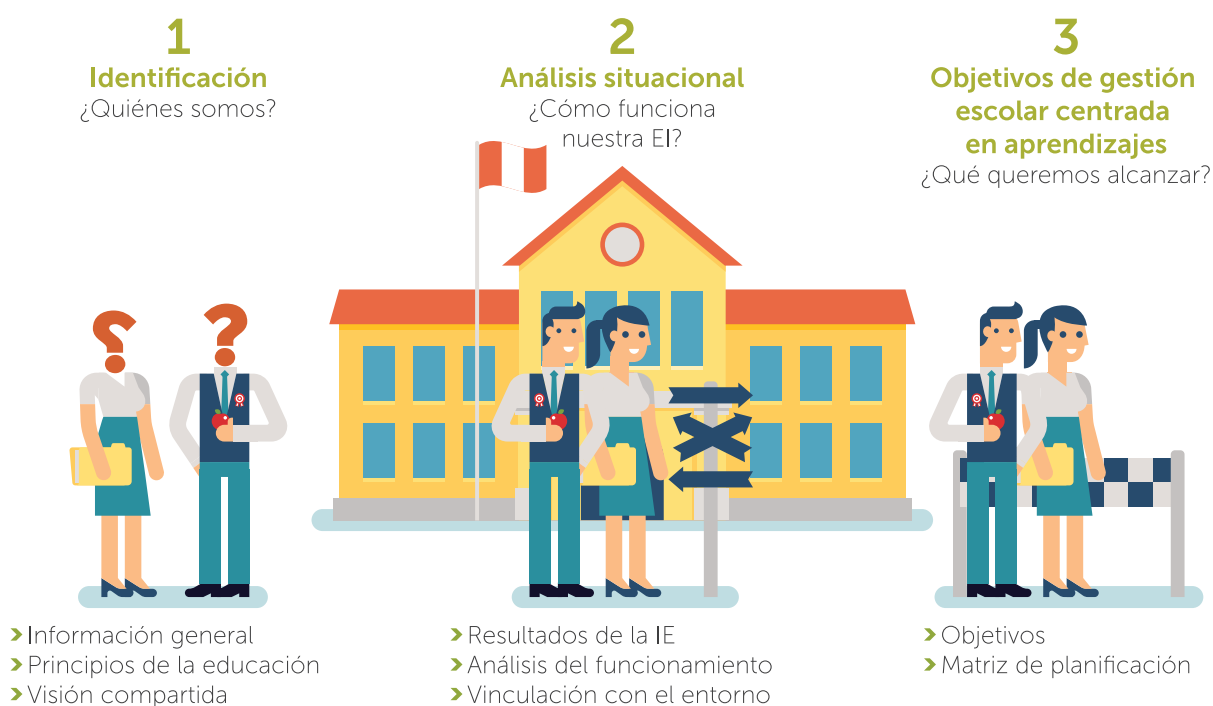 1
Identificación
¿Quiénes somos?
> Información general
> Principios de la educación
> Visión compartida
2
Análisis situacional
¿Cómo funciona
nuestra EI?
> Resultados de la IE
> Análisis del funcionamiento
> Vinculación con el entorno
3
Objetivos de gestión
escolar centrada
en aprendizajes
¿Qué queremos alcanzar?
> Objetivos
> Matriz de planificación